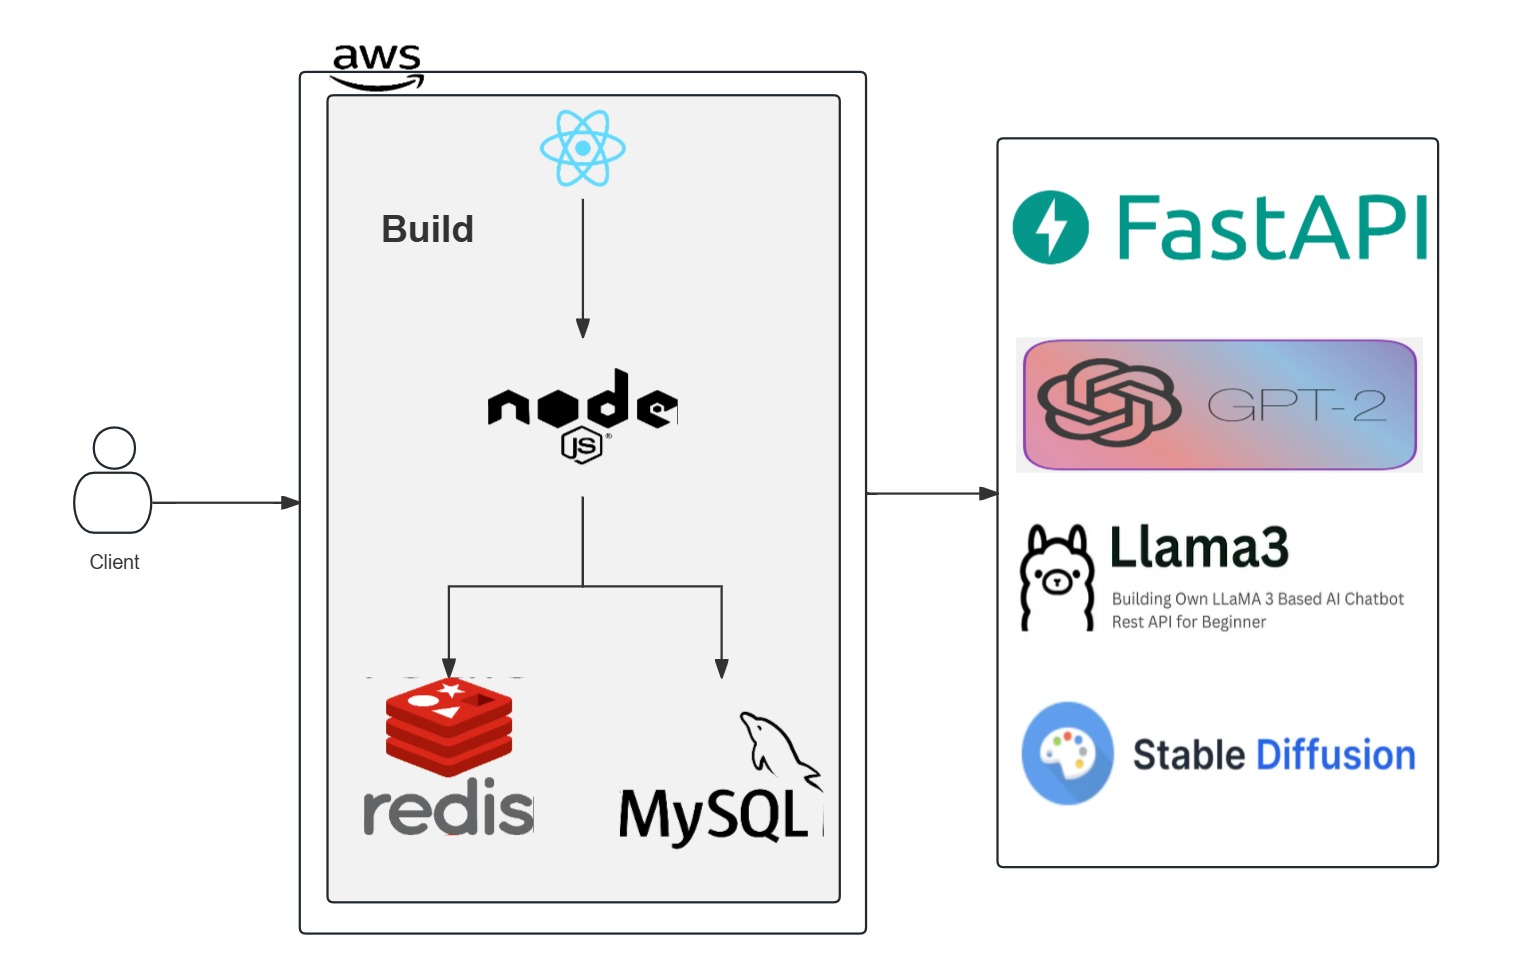 aws
Build
node
JS
®
Client
redis
MySQL
FastAPI
GPT-2
Llama3
Building Own LLaMA 3 Based AI Chatbot
Rest API for Beginner
Stable Diffusion